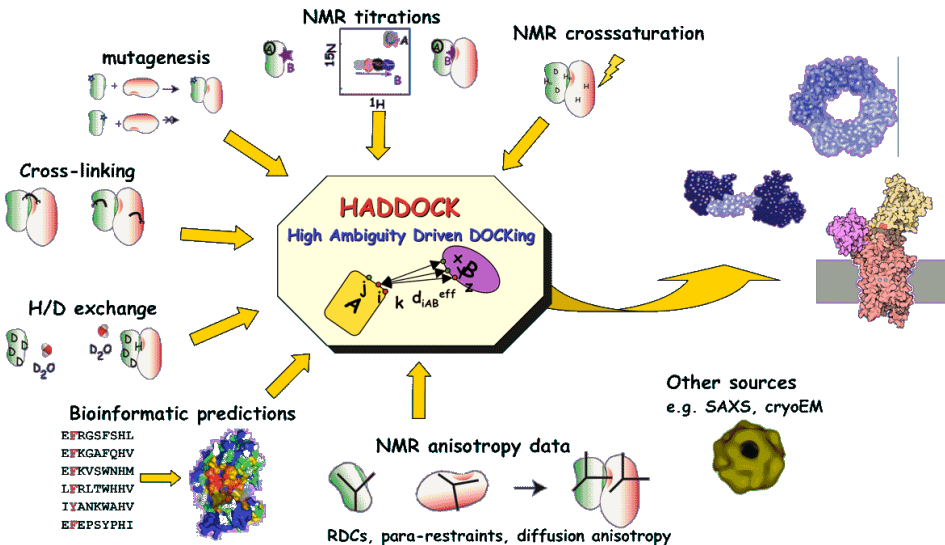 NMR titrations
mutagenesis
NMR crosssaturation
A
B
15N
A
B
1H
A
B
D
H
H
D
H
H
+
+
Cross-linking
HADDOCK
High Ambiguity Driven DOCKing
j
i
A
k
diABeff
X
Y
B
z
H/D exchange
D
D
D
D
D2O
D2O
D
D
D
H
Bioinformatic predictions
EFRGSFSHL
EFKGAFQHV
EFKVSWNHM
LFRLTWHHV
IYANKWAHV
EFEPSYPHI
NMR anisotropy data
RDCs, para-restraints, diffusion anisotropy
Other sources
e.g. SAXS, cryoEM